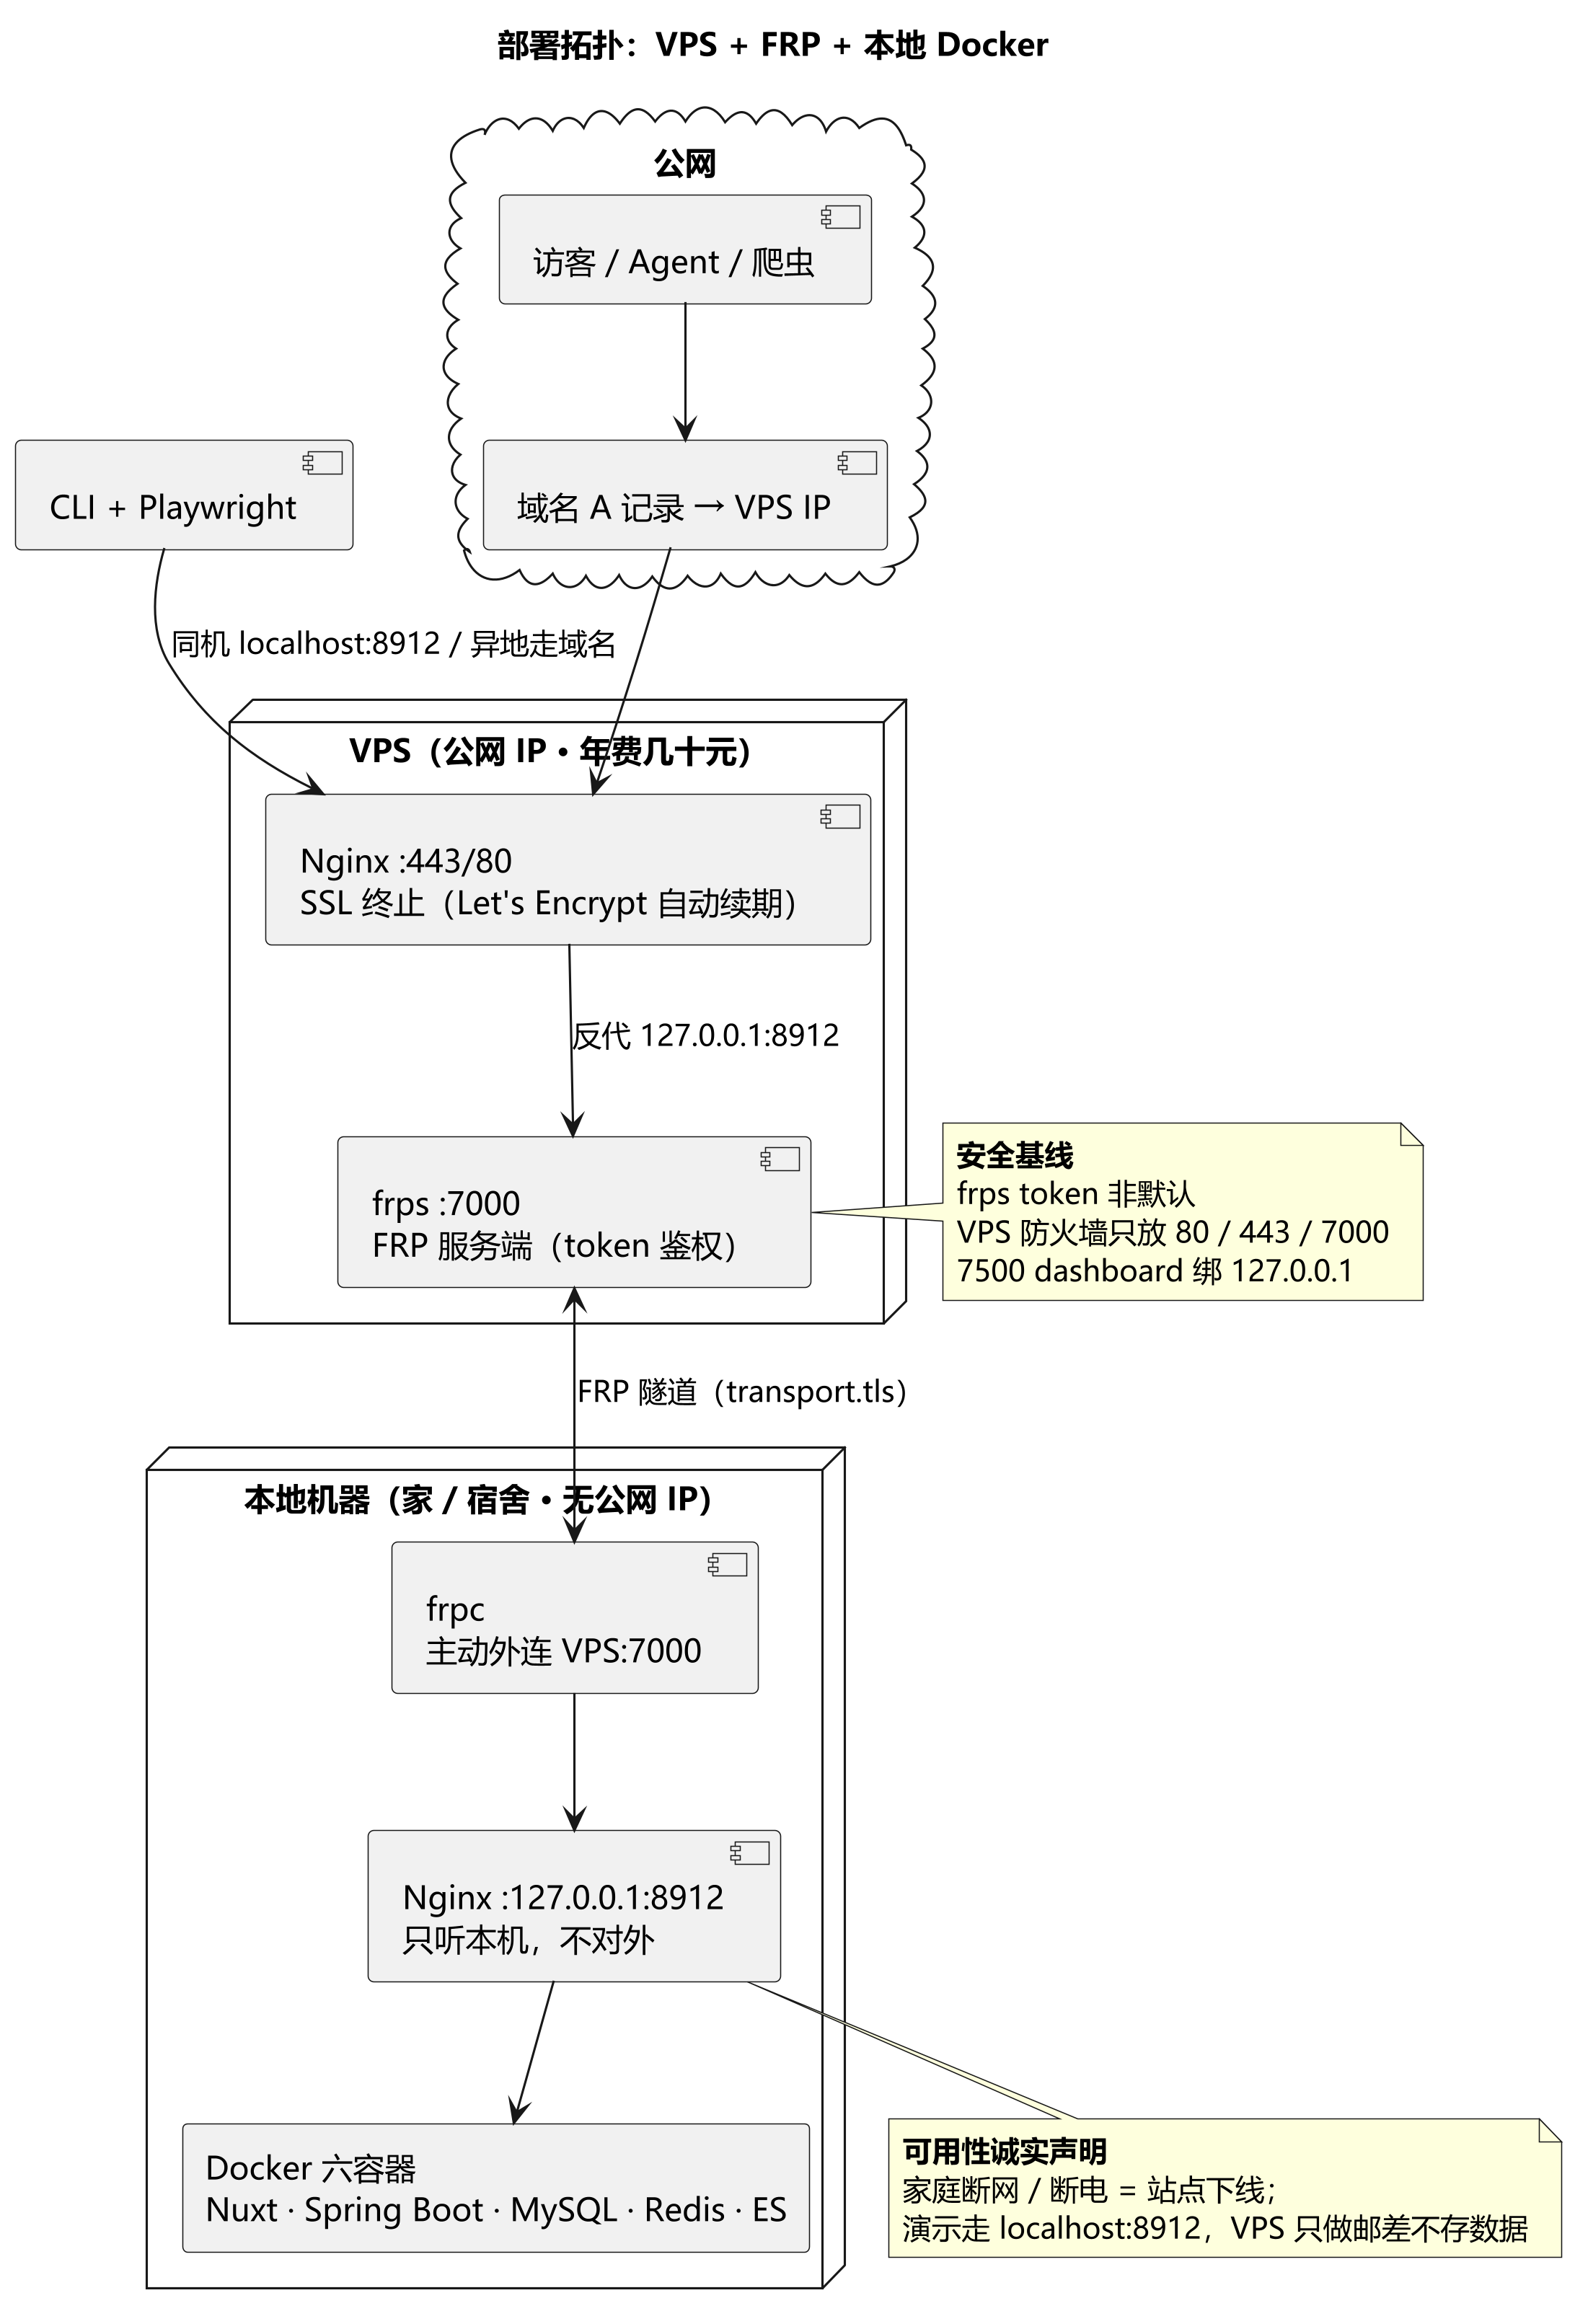 部署拓扑：VPS + FRP + 本地 Docker
公网
访客 / Agent / 爬虫
CLI + Playwright
域名 A 记录 → VPS IP
同机 localhost:8912 / 异地走域名
VPS（公网 IP · 年费几十元）
Nginx :443/80
SSL 终止（Let's Encrypt 自动续期）
反代 127.0.0.1:8912
frps :7000
FRP 服务端（token 鉴权）
安全基线
frps token 非默认
VPS 防火墙只放 80 / 443 / 7000
7500 dashboard 绑 127.0.0.1
FRP 隧道（transport.tls）
本地机器（家 / 宿舍 · 无公网 IP）
frpc
主动外连 VPS:7000
Nginx :127.0.0.1:8912
只听本机，不对外
Docker 六容器
Nuxt · Spring Boot · MySQL · Redis · ES
可用性诚实声明
家庭断网 / 断电 = 站点下线；
演示走 localhost:8912，VPS 只做邮差不存数据